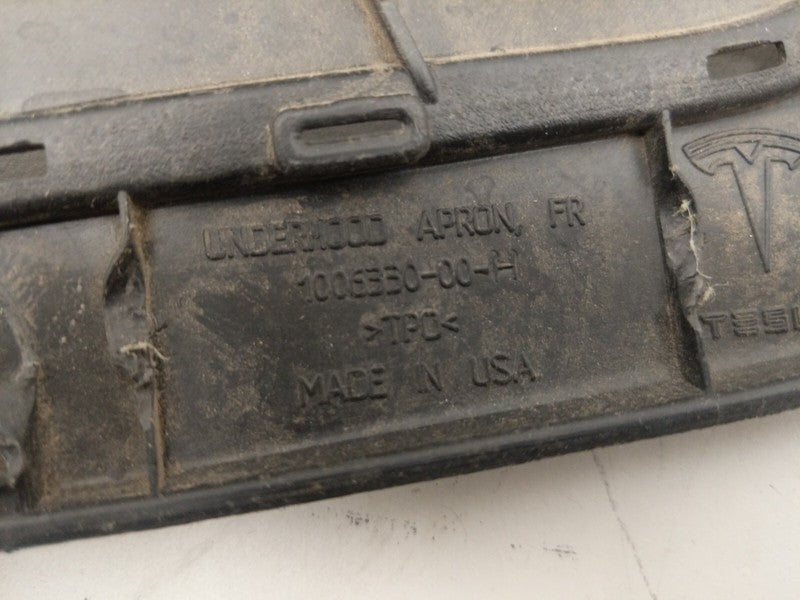 UNDERHOOD APRON, FR
1006330-00-H
>TPO<
MADE IN USA